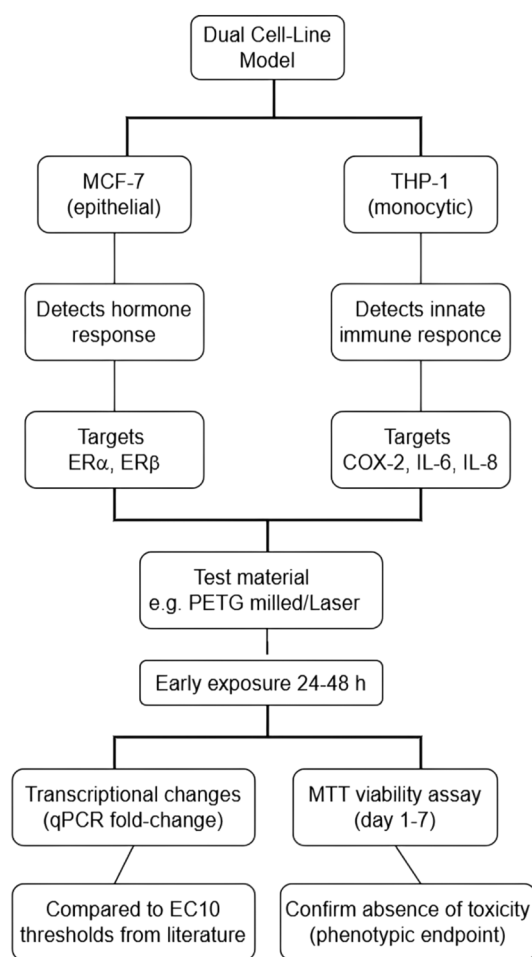 Dual Cell-Line
Model
MCF-7
(epithelial)
THP-1
(monocytic)
Detects hormone
response
Detects innate
immune responce
Targets
ERα, ERβ
Targets
COX-2, IL-6, IL-8
Test material
e.g. PETG milled/Laser
Early exposure 24-48 h
Transcriptional changes
(qPCR fold-change)
MTT viability assay
(day 1-7)
Compared to EC10
thresholds from literature
Confirm absence of toxicity
(phenotypic endpoint)